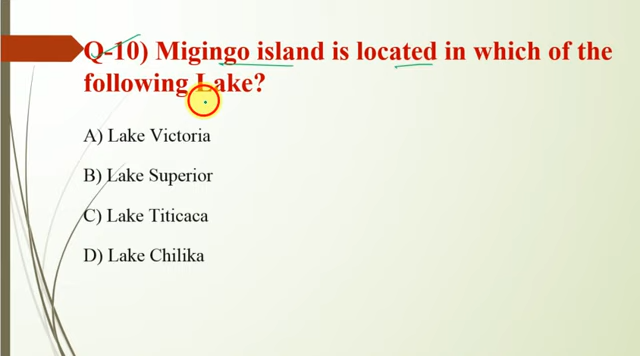 Q-10) Migingo island is located in which of the
following Lake?
A) Lake Victoria
B) Lake Superior
C) Lake Titicaca
D) Lake Chilika